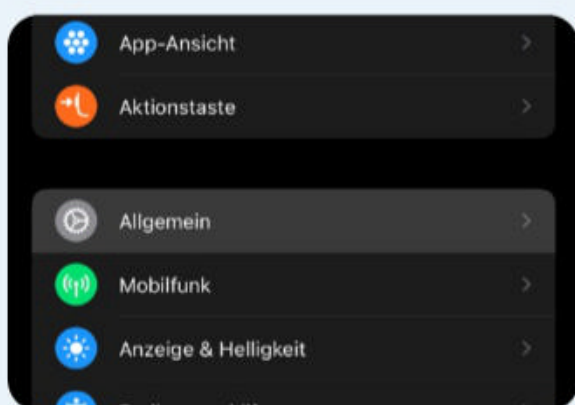 App-Ansicht
Aktionstaste
Allgemein
Mobilfunk
Anzeige & Helligkeit